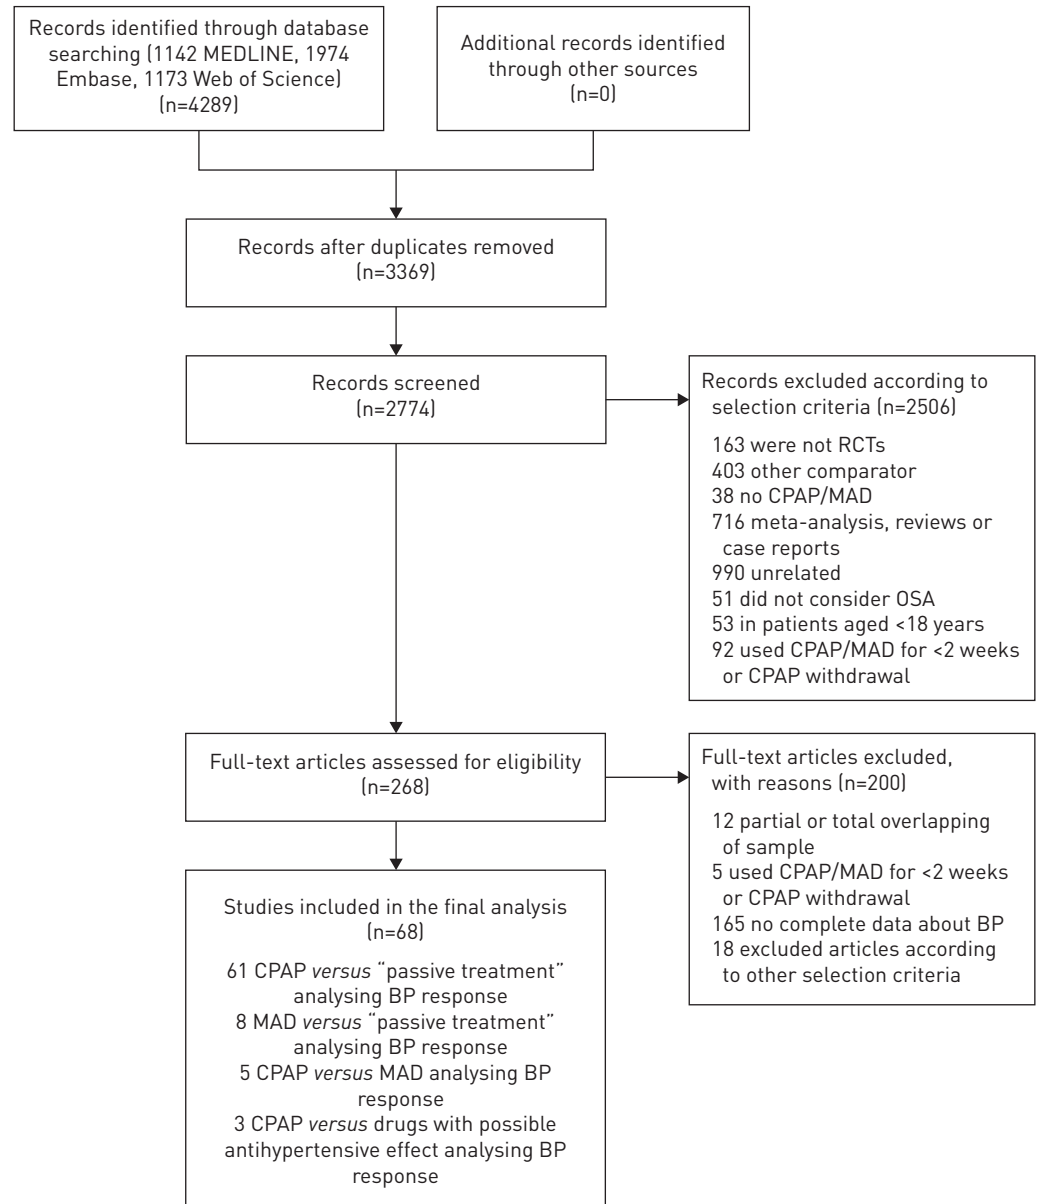 Records identified through database
searching (1142 MEDLINE, 1974
Embase, 1173 Web of Science)
(n=4289)
Additional records identified
through other sources
(n=0)
Records after duplicates removed
(n=3369)
Records screened
(n=2774)
Records excluded according to
selection criteria (n=2506)
163 were not RCTs
403 other comparator
38 no CPAP/MAD
716 meta-analysis, reviews or
case reports
990 unrelated
51 did not consider OSA
53 in patients aged <18 years
92 used CPAP/MAD for <2 weeks
or CPAP withdrawal
Full-text articles assessed for eligibility
(n=268)
Full-text articles excluded,
with reasons (n=200)
12 partial or total overlapping
of sample
5 used CPAP/MAD for <2 weeks
or CPAP withdrawal
165 no complete data about BP
18 excluded articles according
to other selection criteria
Studies included in the final analysis
(n=68)
61 CPAP versus “passive treatment”
analysing BP response
8 MAD versus “passive treatment”
analysing BP response
5 CPAP versus MAD analysing BP
response
3 CPAP versus drugs with possible
antihypertensive effect analysing BP
response